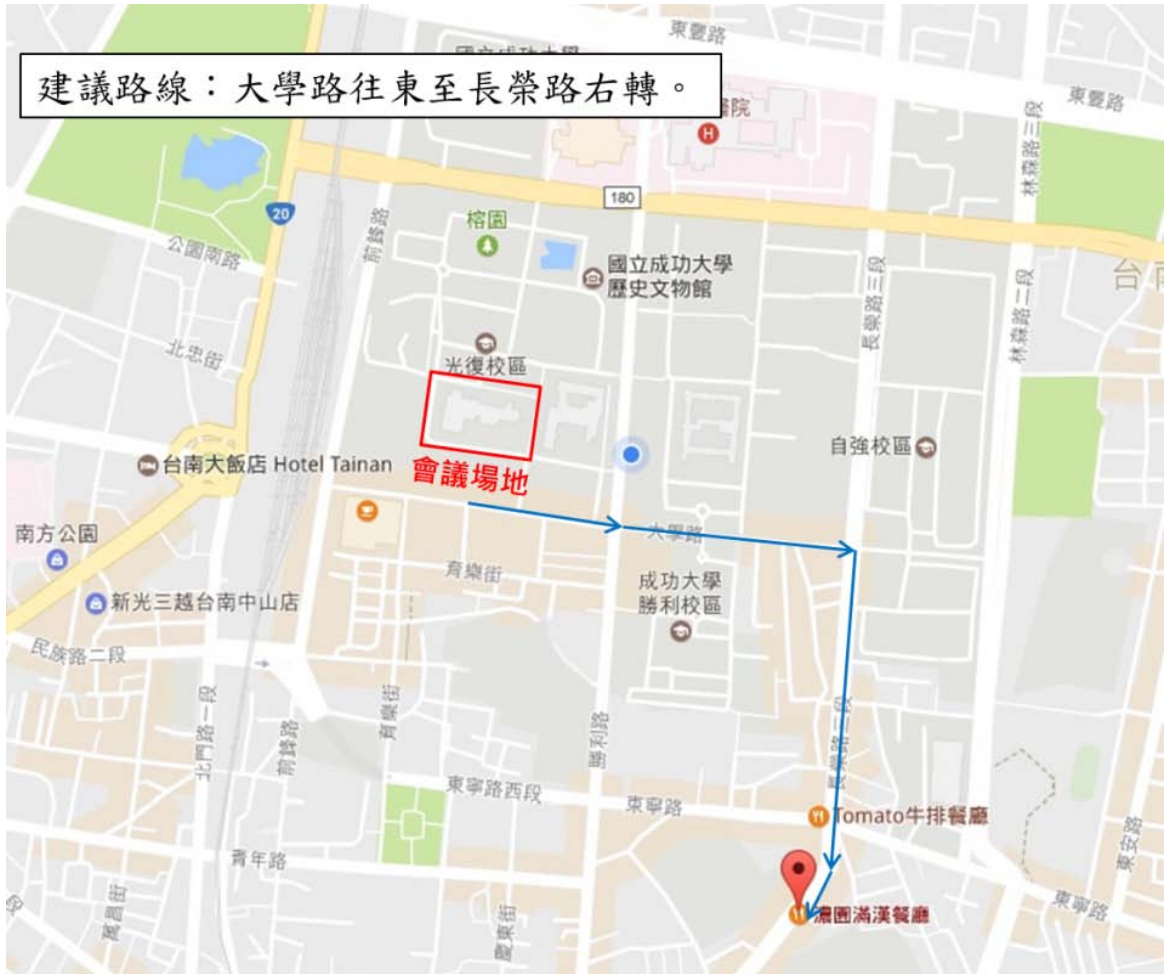 東豐路
建議路線：大學路往東至長榮路右轉。
東豐路
醫院
H
林森路三段
180
20
榕園
前鋒路
公園南路
國立成功大學
歷史文物館
長榮路三段
林森路二段
北忠街
光復校區
自強校區
台南大飯店 Hotel Tainan
會議場地
南方公園
大學路
育樂街
成功大學
勝利校區
新光三越台南中山店
民族路二段
北門路一段
前鋒路
育樂街
勝利路
長榮路二段
東寧路西段
東寧路
Tomato牛排餐廳
東安路
青年路
濃園滿漢餐廳
東寧路
萬昌街
慶東街